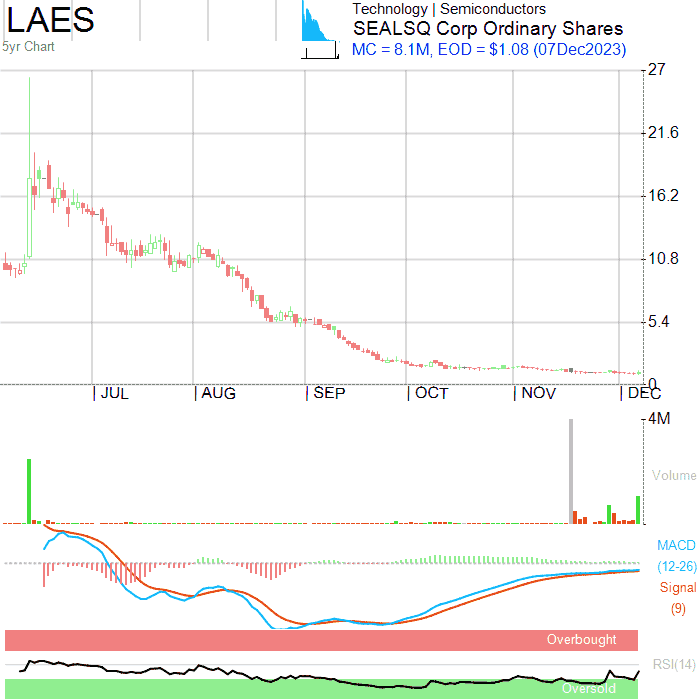 LAES
5yr Chart
Technology | Semiconductors
SEALSQ Corp Ordinary Shares
MC = 8.1M, EOD = $1.08 (07Dec2023)
27
21.6
16.2
10.8
5.4
0
JUL
AUG
SEP
OCT
NOV
DEC
4M
Volume
MACD
(12-26)
Signal
(9)
Overbought
RSI(14)
Oversold